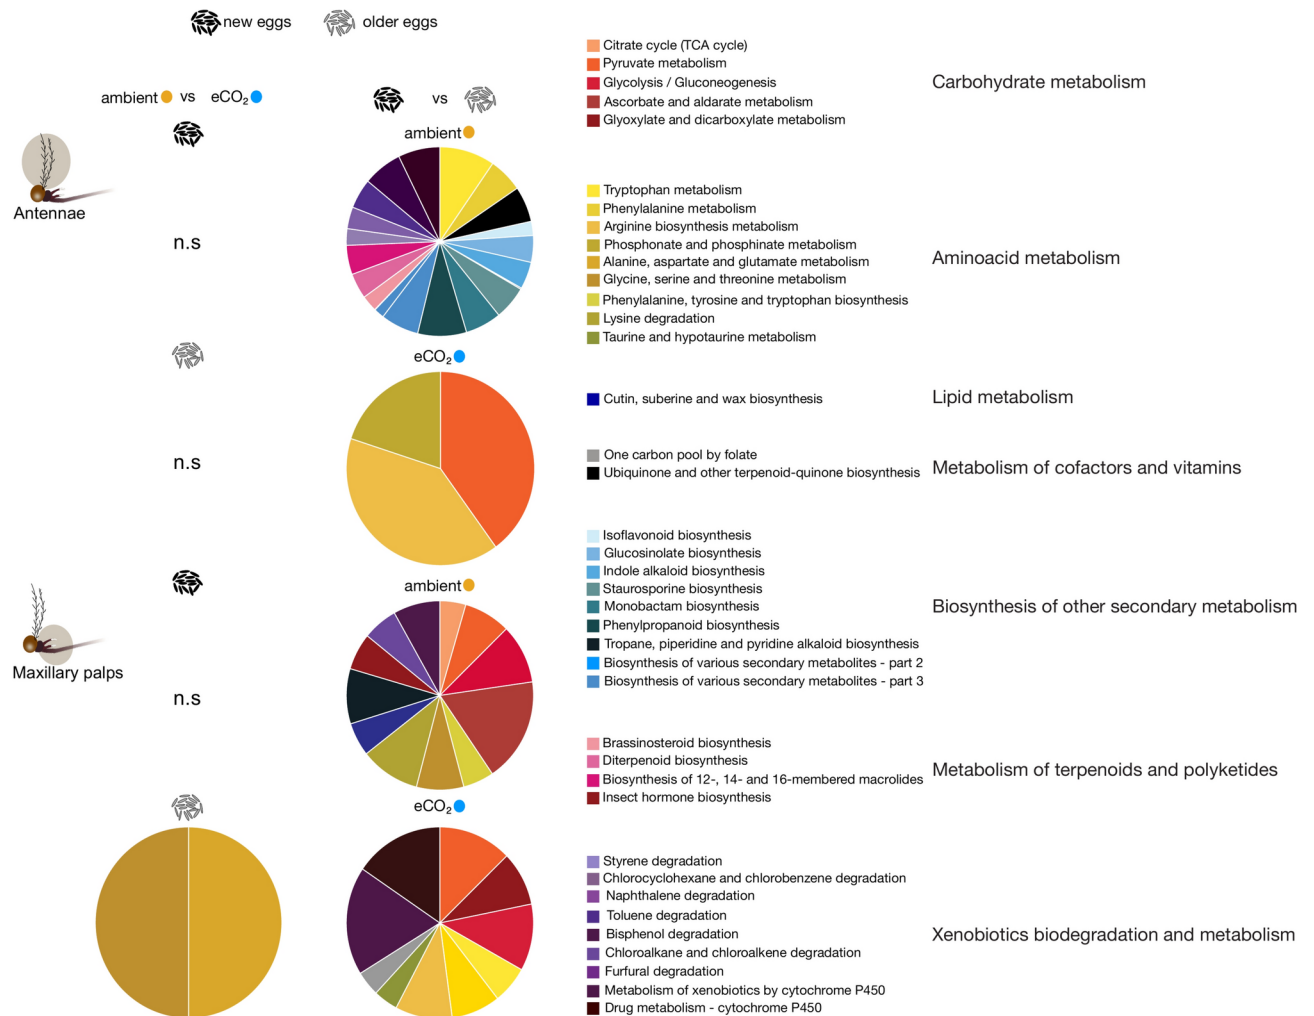 new eggs
older eggs
ambient vs eCO₂
vs
Antennae
n.s
ambient
n.s
eCO₂
Maxillary palps
n.s
ambient
eCO₂
Citrate cycle (TCA cycle)
Pyruvate metabolism
Glycolysis / Gluconeogenesis
Ascorbate and aldarate metabolism
Glyoxylate and dicarboxylate metabolism
Carbohydrate metabolism
Tryptophan metabolism
Phenylalanine metabolism
Arginine biosynthesis metabolism
Phosphonate and phosphinate metabolism
Alanine, aspartate and glutamate metabolism
Glycine, serine and threonine metabolism
Phenylalanine, tyrosine and tryptophan biosynthesis
Lysine degradation
Taurine and hypotaurine metabolism
Aminoacid metabolism
Cutin, suberine and wax biosynthesis
Lipid metabolism
One carbon pool by folate
Ubiquinone and other terpenoid-quinone biosynthesis
Metabolism of cofactors and vitamins
Isoflavonoid biosynthesis
Glucosinolate biosynthesis
Indole alkaloid biosynthesis
Staurosporine biosynthesis
Monobactam biosynthesis
Phenylpropanoid biosynthesis
Tropane, piperidine and pyridine alkaloid biosynthesis
Biosynthesis of various secondary metabolites - part 2
Biosynthesis of various secondary metabolites - part 3
Biosynthesis of other secondary metabolism
Brassinosteroid biosynthesis
Diterpenoid biosynthesis
Biosynthesis of 12-, 14- and 16-membered macrolides
Insect hormone biosynthesis
Metabolism of terpenoids and polyketides
Styrene degradation
Chlorocyclohexane and chlorobenzene degradation
Naphthalene degradation
Toluene degradation
Bisphenol degradation
Chloroalkane and chloroalkene degradation
Furfural degradation
Metabolism of xenobiotics by cytochrome P450
Drug metabolism - cytochrome P450
Xenobiotics biodegradation and metabolism